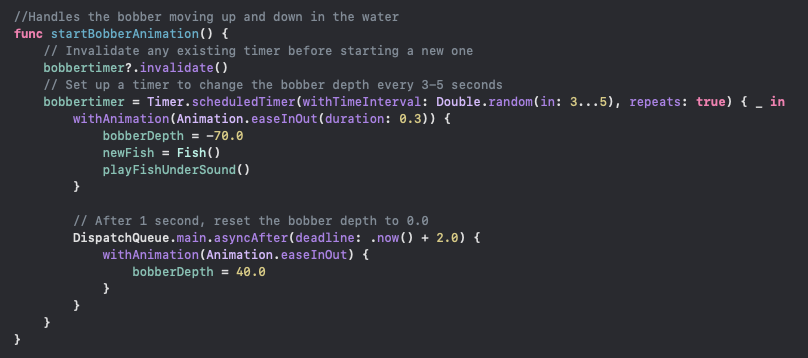 //Handles the bobber moving up and down in the water
func startBobberAnimation() {
    // Invalidate any existing timer before starting a new one
    bobbertimer?.invalidate()
    // Set up a timer to change the bobber depth every 3-5 seconds
    bobbertimer = Timer.scheduledTimer(withTimeInterval: Double.random(in: 3...5), repeats: true) { _ in
        withAnimation(Animation.easeInOut(duration: 0.3)) {
            bobberDepth = -70.0
            newFish = Fish()
            playFishUnderSound()
        }

        // After 1 second, reset the bobber depth to 0.0
        DispatchQueue.main.asyncAfter(deadline: .now() + 2.0) {
            withAnimation(Animation.easeInOut) {
                bobberDepth = 40.0
            }
        }
    }
}